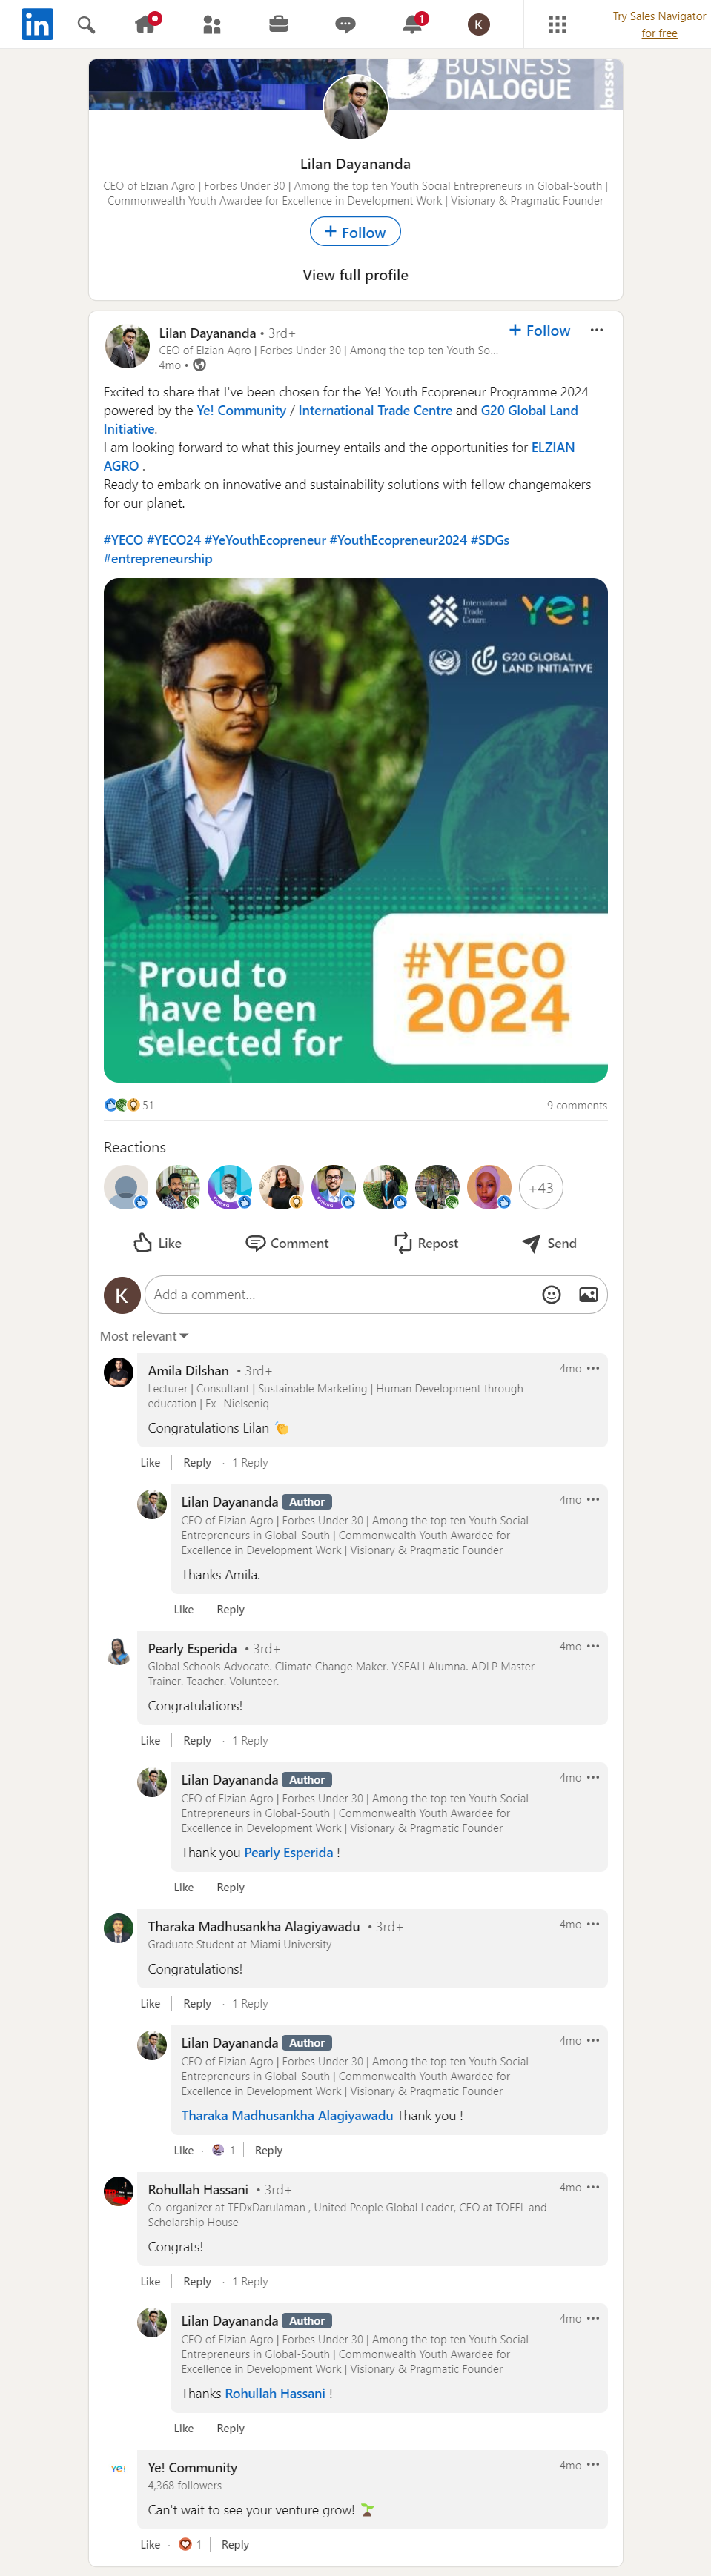 in
1
K
Try Sales Navigator
for free
BUSINESS
DIALOGUE
bassa
Lilan Dayananda
CEO of Elzian Agro | Forbes Under 30 | Among the top ten Youth Social Entrepreneurs in Global-South |
Commonwealth Youth Awardee for Excellence in Development Work | Visionary & Pragmatic Founder
+ Follow
View full profile
Lilan Dayananda • 3rd+
+ Follow ···
CEO of Elzian Agro | Forbes Under 30 | Among the top ten Youth So...
4mo •
Excited to share that I've been chosen for the Ye! Youth Ecopreneur Programme 2024
powered by the Ye! Community / International Trade Centre and G20 Global Land
Initiative.
I am looking forward to what this journey entails and the opportunities for ELZIAN
AGRO .
Ready to embark on innovative and sustainability solutions with fellow changemakers
for our planet.
#YECO #YECO24 #YeYouthEcopreneur #YouthEcopreneur2024 #SDGs
#entrepreneurship
International
Trade
Centre
ye!
G20 GLOBAL
LAND INITIATIVE
Proud to
have been
selected for
#YECO
2024
51
9 comments
Reactions
+43
Like Comment Repost Send
K
Add a comment...
Most relevant
Amila Dilshan • 3rd+
4mo ···
Lecturer | Consultant | Sustainable Marketing | Human Development through
education | Ex- Nielseniq
Congratulations Lilan 👏
Like | Reply · 1 Reply
Lilan Dayananda Author
4mo ···
CEO of Elzian Agro | Forbes Under 30 | Among the top ten Youth Social
Entrepreneurs in Global-South | Commonwealth Youth Awardee for
Excellence in Development Work | Visionary & Pragmatic Founder
Thanks Amila.
Like | Reply
Pearly Esperida • 3rd+
4mo ···
Global Schools Advocate. Climate Change Maker. YSEALI Alumna. ADLP Master
Trainer. Teacher. Volunteer.
Congratulations!
Like | Reply · 1 Reply
Lilan Dayananda Author
4mo ···
CEO of Elzian Agro | Forbes Under 30 | Among the top ten Youth Social
Entrepreneurs in Global-South | Commonwealth Youth Awardee for
Excellence in Development Work | Visionary & Pragmatic Founder
Thank you Pearly Esperida !
Like | Reply
Tharaka Madhusankha Alagiyawadu • 3rd+
4mo ···
Graduate Student at Miami University
Congratulations!
Like | Reply · 1 Reply
Lilan Dayananda Author
4mo ···
CEO of Elzian Agro | Forbes Under 30 | Among the top ten Youth Social
Entrepreneurs in Global-South | Commonwealth Youth Awardee for
Excellence in Development Work | Visionary & Pragmatic Founder
Tharaka Madhusankha Alagiyawadu Thank you !
Like · 1 | Reply
Rohullah Hassani • 3rd+
4mo ···
Co-organizer at TEDxDarulaman , United People Global Leader, CEO at TOEFL and
Scholarship House
Congrats!
Like | Reply · 1 Reply
Lilan Dayananda Author
4mo ···
CEO of Elzian Agro | Forbes Under 30 | Among the top ten Youth Social
Entrepreneurs in Global-South | Commonwealth Youth Awardee for
Excellence in Development Work | Visionary & Pragmatic Founder
Thanks Rohullah Hassani !
Like | Reply
ye!
Ye! Community
4mo ···
4,368 followers
Can't wait to see your venture grow! 🌱
Like · 1 | Reply